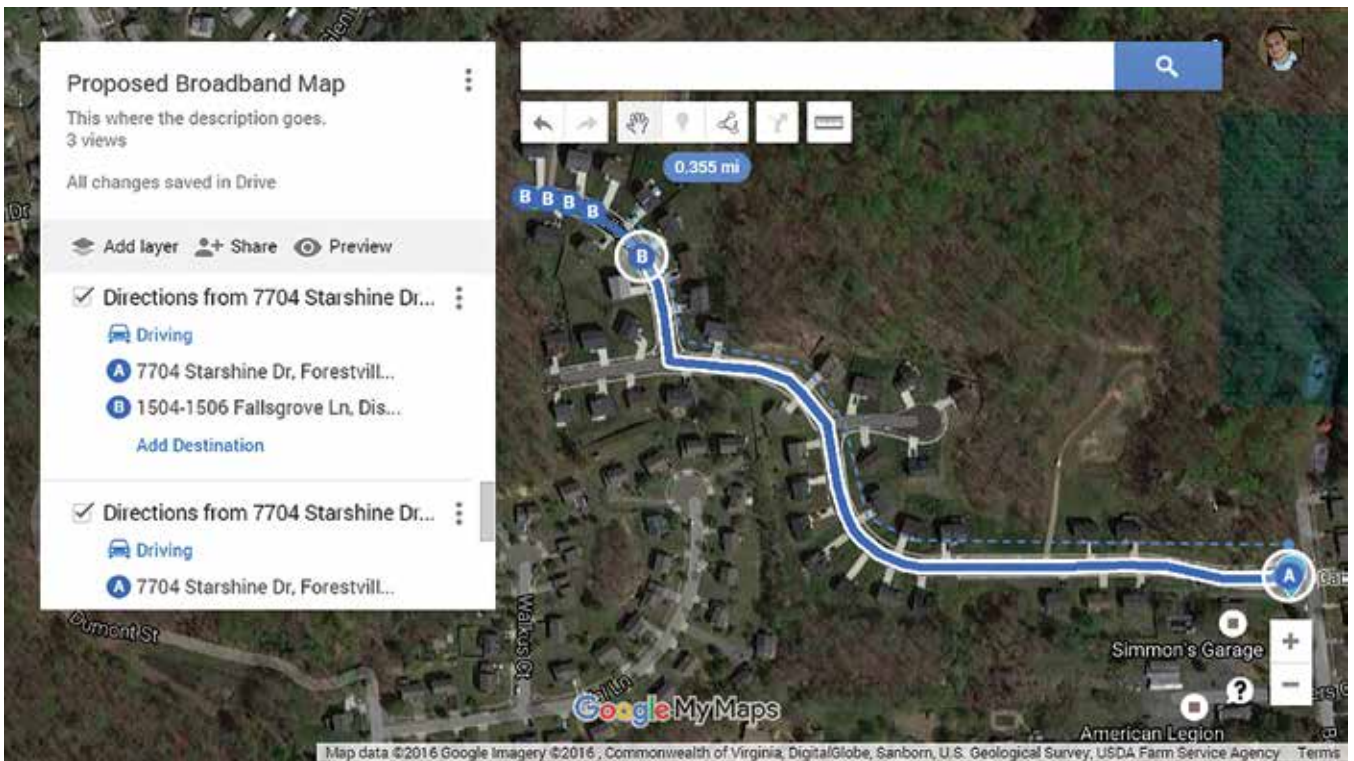 Proposed Broadband Map
This where the description goes.
3 views
All changes saved in Drive
Add layer Share Preview
Directions from 7704 Starshine Dr...
Driving
A 7704 Starshine Dr, Forestvill...
B 1504-1506 Fallsgrove Ln, Dis...
Add Destination
Directions from 7704 Starshine Dr...
Driving
A 7704 Starshine Dr, Forestvill...
0,355 mi
B B B B
B
A
Dr
Simmon's Garage
American Legion
Dumont St
Walkus Ct
Ln
Google My Maps
Map data ©2016 Google Imagery ©2016 , Commonwealth of Virginia, DigitalGlobe, Sanborn, U.S. Geological Survey, USDA Farm Service Agency Terms